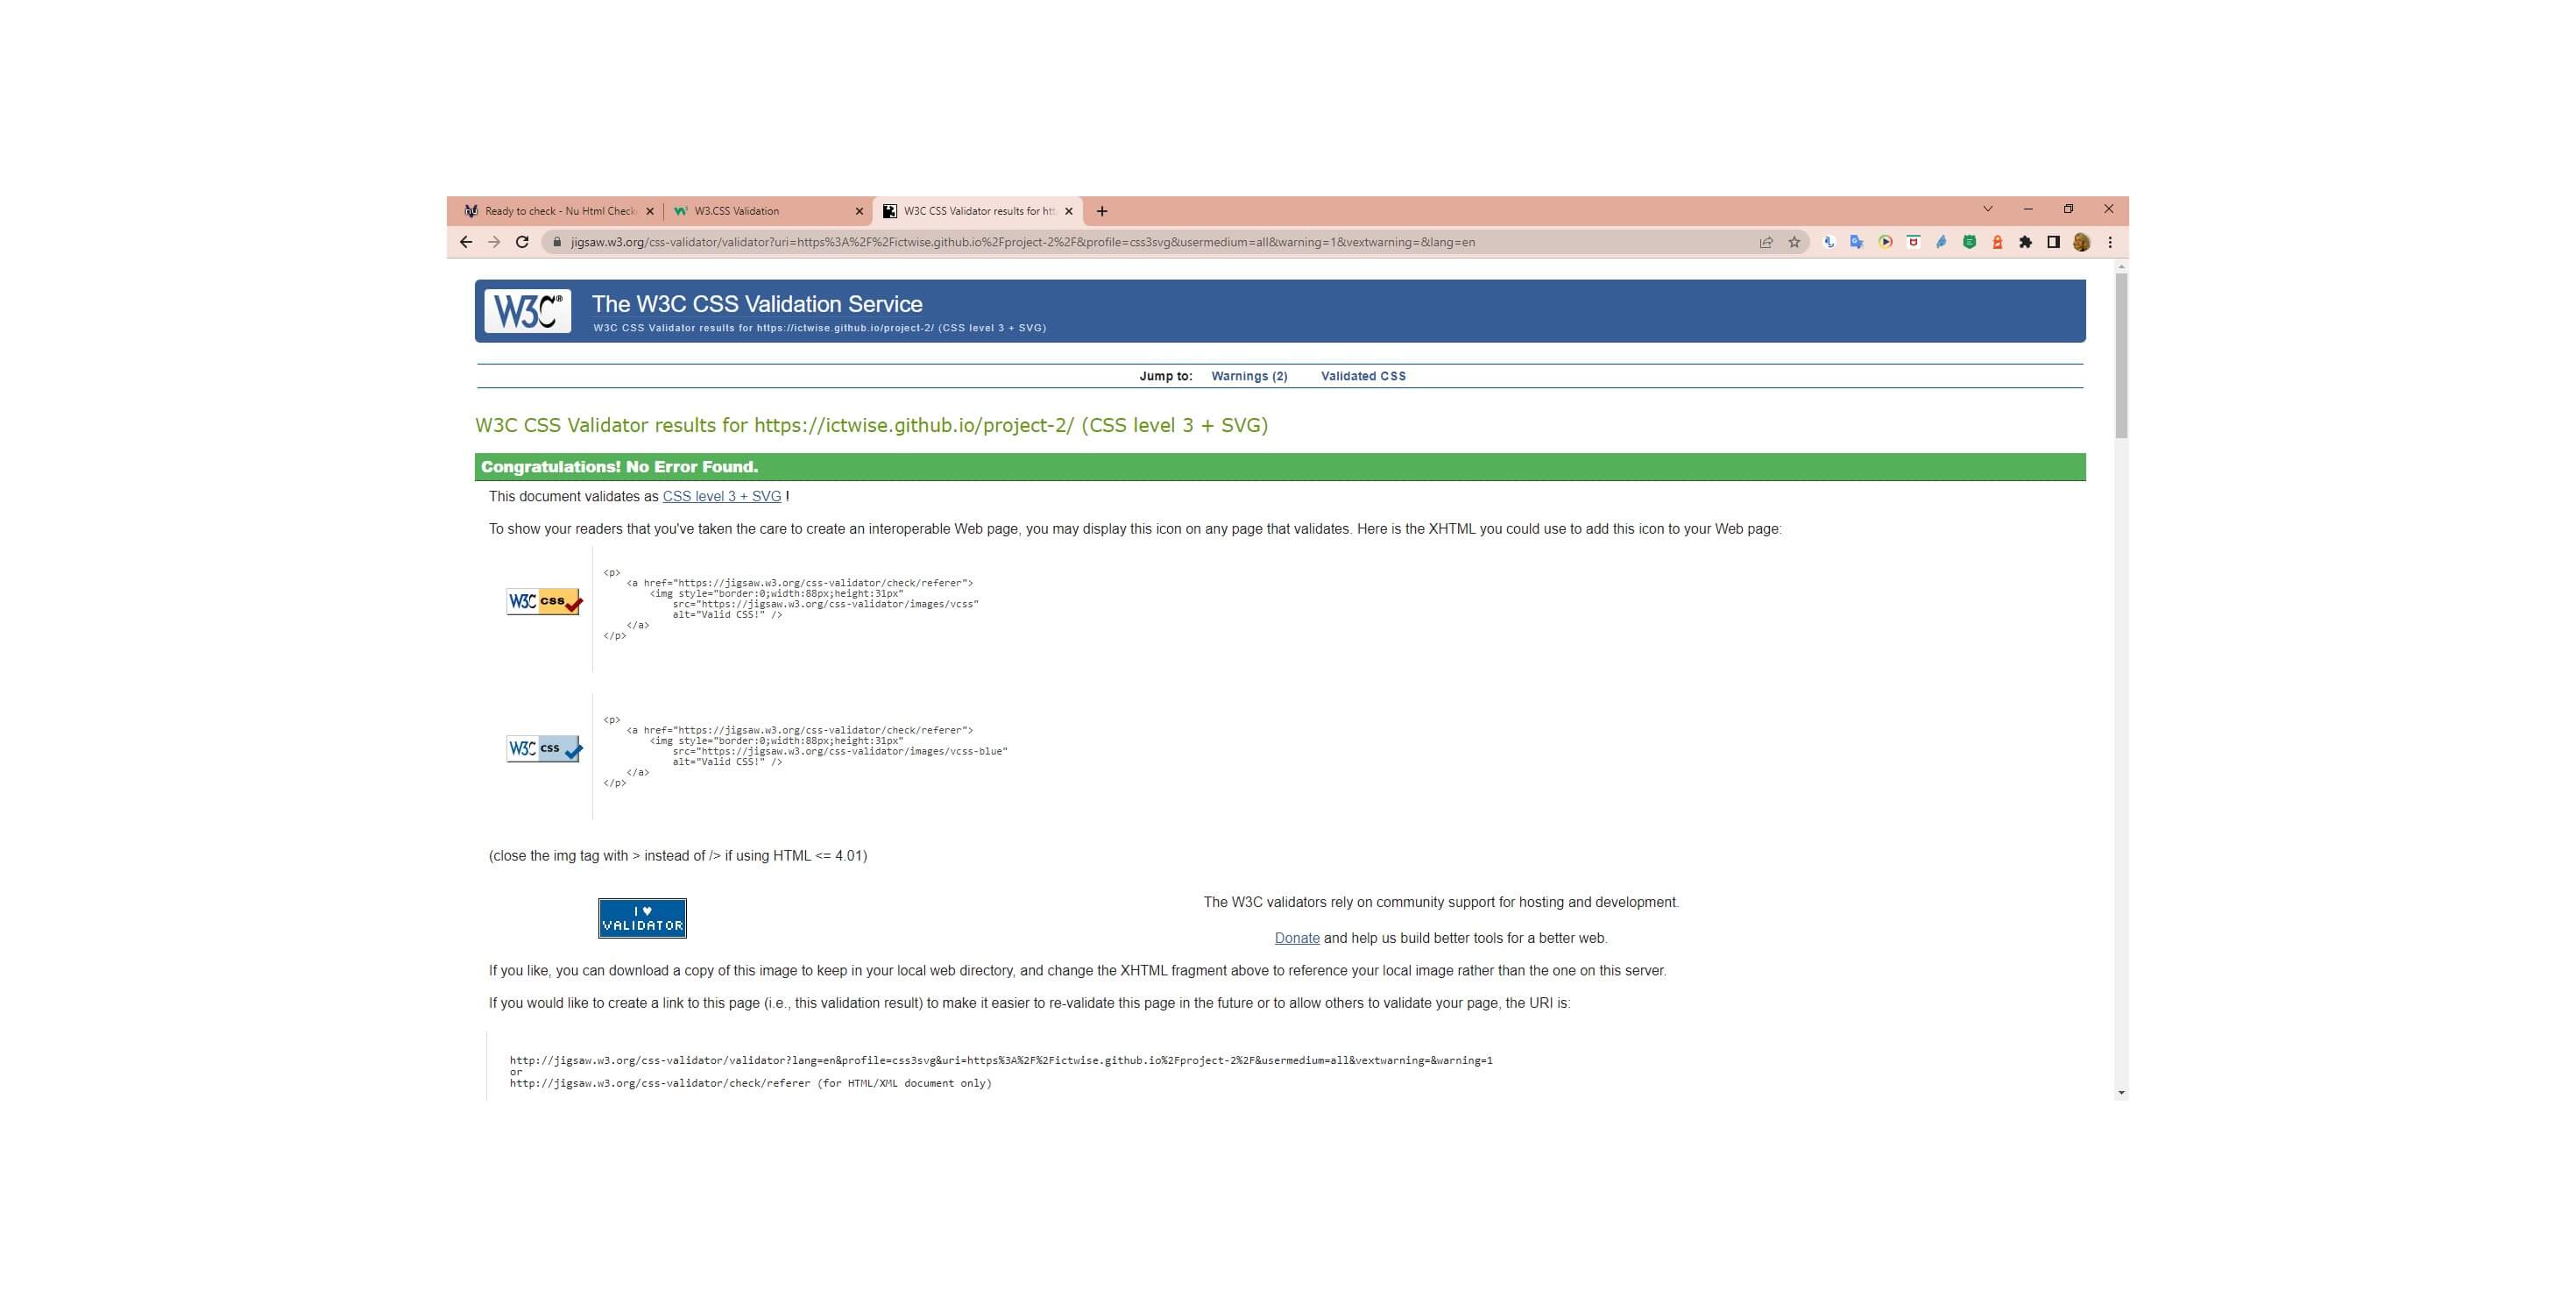 Ready to check - Nu Html Check
W3.CSS Validation
W3C CSS Validator results for htt
jigsaw.w3.org/css-validator/validator?uri=https%3A%2F%2Fictwise.github.io%2Fproject-2%2F&profile=css3svg&usermedium=all&warning=1&vextwarning=&lang=en
W3C®
The W3C CSS Validation Service
W3C CSS Validator results for https://ictwise.github.io/project-2/ (CSS level 3 + SVG)
Jump to: Warnings (2) Validated CSS
W3C CSS Validator results for https://ictwise.github.io/project-2/ (CSS level 3 + SVG)
Congratulations! No Error Found.
This document validates as CSS level 3 + SVG !
To show your readers that you've taken the care to create an interoperable Web page, you may display this icon on any page that validates. Here is the XHTML you could use to add this icon to your Web page:
W3C css
<p>
<a href="https://jigsaw.w3.org/css-validator/check/referer">
<img style="border:0;width:88px;height:31px"
src="https://jigsaw.w3.org/css-validator/images/vcss"
alt="Valid CSS!" />
</a>
</p>
W3C css
<p>
<a href="https://jigsaw.w3.org/css-validator/check/referer">
<img style="border:0;width:88px;height:31px"
src="https://jigsaw.w3.org/css-validator/images/vcss-blue"
alt="Valid CSS!" />
</a>
</p>
(close the img tag with > instead of /> if using HTML <= 4.01)
I ♥
VALIDATOR
The W3C validators rely on community support for hosting and development.
Donate and help us build better tools for a better web.
If you like, you can download a copy of this image to keep in your local web directory, and change the XHTML fragment above to reference your local image rather than the one on this server.
If you would like to create a link to this page (i.e., this validation result) to make it easier to re-validate this page in the future or to allow others to validate your page, the URI is:
http://jigsaw.w3.org/css-validator/validator?lang=en&profile=css3svg&uri=https%3A%2F%2Fictwise.github.io%2Fproject-2%2F&usermedium=all&vextwarning=&warning=1
or
http://jigsaw.w3.org/css-validator/check/referer (for HTML/XML document only)